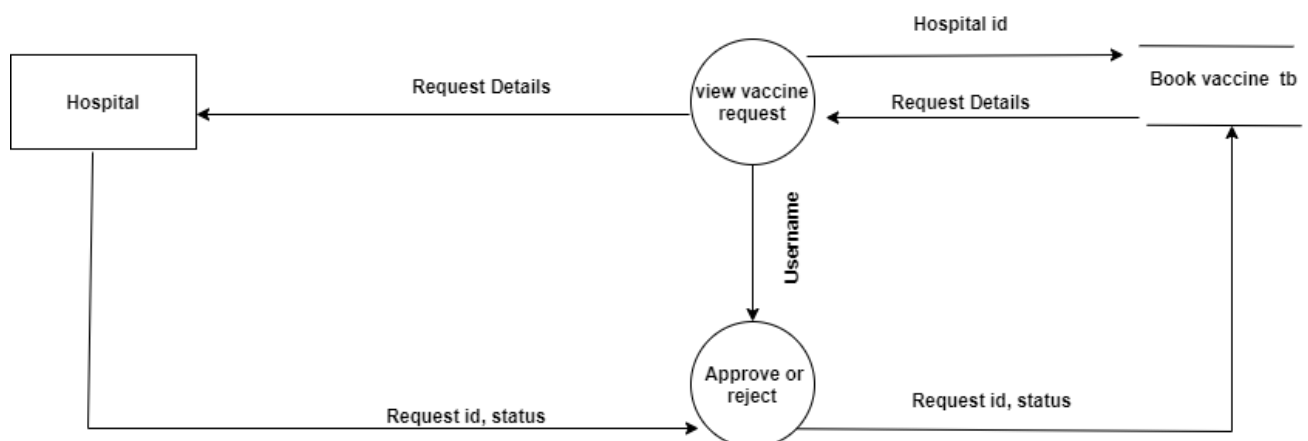 Hospital id
Hospital
Request Details
view vaccine
request
Request Details
Book vaccine tb
Username
Approve or
reject
Request id, status
Request id, status